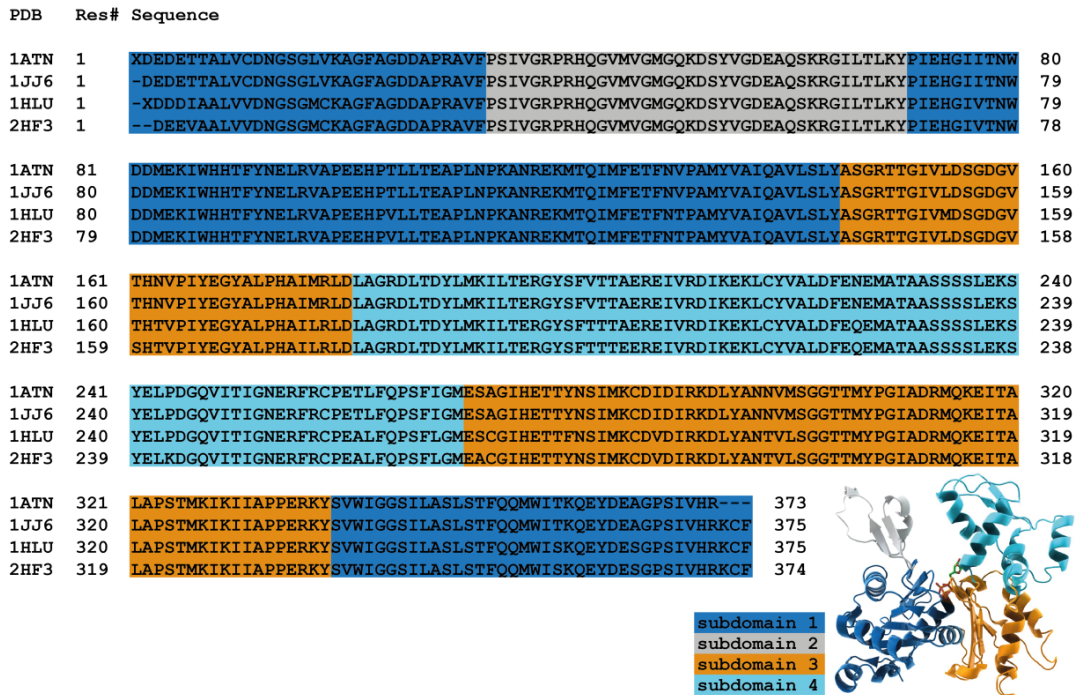 PDB Res# Sequence
1ATN 1 XDEDETTALVCDNGSGLVKAGFAGDDAPRAVFPSIVGRPRHQGVMVGMGQKDSYVGDEAQSKRGILTLKYPIEHGIITNW 80
1JJ6 1 -DEDETTALVCDNGSGLVKAGFAGDDAPRAVFPSIVGRPRHQGVMVGMGQKDSYVGDEAQSKRGILTLKYPIEHGIITNW 79
1HLU 1 -XDDDIAALVVDNGSGMCKAGFAGDDAPRAVFPSIVGRPRHQGVMVGMGQKDSYVGDEAQSKRGILTLKYPIEHGIVTNW 79
2HF3 1 --DEEVAALVVDNGSGMCKAGFAGDDAPRAVFPSIVGRPRHQGVMVGMGQKDSYVGDEAQSKRGILTLKYPIEHGIVTNW 78
1ATN 81 DDMEKIWHHTFYNELRVAPEEHPTLLTEAPLNPKANREKMTQIMFETFNVPAMYVAIQAVLSLYASGRTTGIVLDSGDGV 160
1JJ6 80 DDMEKIWHHTFYNELRVAPEEHPTLLTEAPLNPKANREKMTQIMFETFNVPAMYVAIQAVLSLYASGRTTGIVLDSGDGV 159
1HLU 80 DDMEKIWHHTFYNELRVAPEEHPVLLTEAPLNPKANREKMTQIMFETFNTPAMYVAIQAVLSLYASGRTTGIVMDSGDGV 159
2HF3 79 DDMEKIWHHTFYNELRVAPEEHPVLLTEAPLNPKANREKMTQIMFETFNTPAMYVAIQAVLSLYASGRTTGIVMDSGDGV 158
1ATN 161 THNVPIYEGYALPHAIMRLDLAGRDLTDYLMKILTERGYSFVTTAEREIVRDIKEKLCYVALDFENEMATAASSSSLEKS 240
1JJ6 160 THNVPIYEGYALPHAIMRLDLAGRDLTDYLMKILTERGYSFVTTAEREIVRDIKEKLCYVALDFENEMATAASSSSLEKS 239
1HLU 160 THTVPIYEGYALPHAILRLDLAGRDLTDYLMKILTERGYSFTTTAEREIVRDIKEKLCYVALDFEQEMATAASSSSLEKS 239
2HF3 159 SHTVPIYEGYALPHAILRLDLAGRDLTDYLMKILTERGYSFTTTEEREIVRDIKEKLCYVALDFEQEMATAASSSSLEKS 238
1ATN 241 YELPDGQVITIGNERFRCPETLFQPSFIGMESAGIHETTYNSIMKCDIDIRKDLYANNVMSGGTTMYPGIADRMQKEITA 320
1JJ6 240 YELPDGQVITIGNERFRCPETLFQPSFIGMESAGIHETTYNSIMKCDIDIRKDLYANNVMSGGTTMYPGIADRMQKEITA 319
1HLU 240 YELPDGQVITIGNERFRCPEALFQPSFLGMESCGIHETTFNSIMKCDVDIRKDLYANTVLSGGTTMYPGIADRMQKEITA 319
2HF3 239 YELKDGQVITIGNERFRCPEALFQPSFLGMEACGIHETTYNSIMKCDVDIRKDLYANTVLSGGTTMYPGIADRMQKEITA 318
1ATN 321 LAPSTMKIKIIAPPERKYSVWIGGSILASLSTFQQMWITKQEYDEAGPSIVHR--- 373
1JJ6 320 LAPSTMKIKIIAPPERKYSVWIGGSILASLSTFQQMWITKQEYDEAGPSIVHRKCF 375
1HLU 320 LAPSTMKIKIIAPPERKYSVWIGGSILASLSTFQQMWISKQEYDESGPSIVHRKCF 375
2HF3 319 LAPSTMKIKIIAPPERKYSVWIGGSILASLSTFQQMWISKQEYDESGPSIVHRKCF 374
subdomain 1
subdomain 2
subdomain 3
subdomain 4